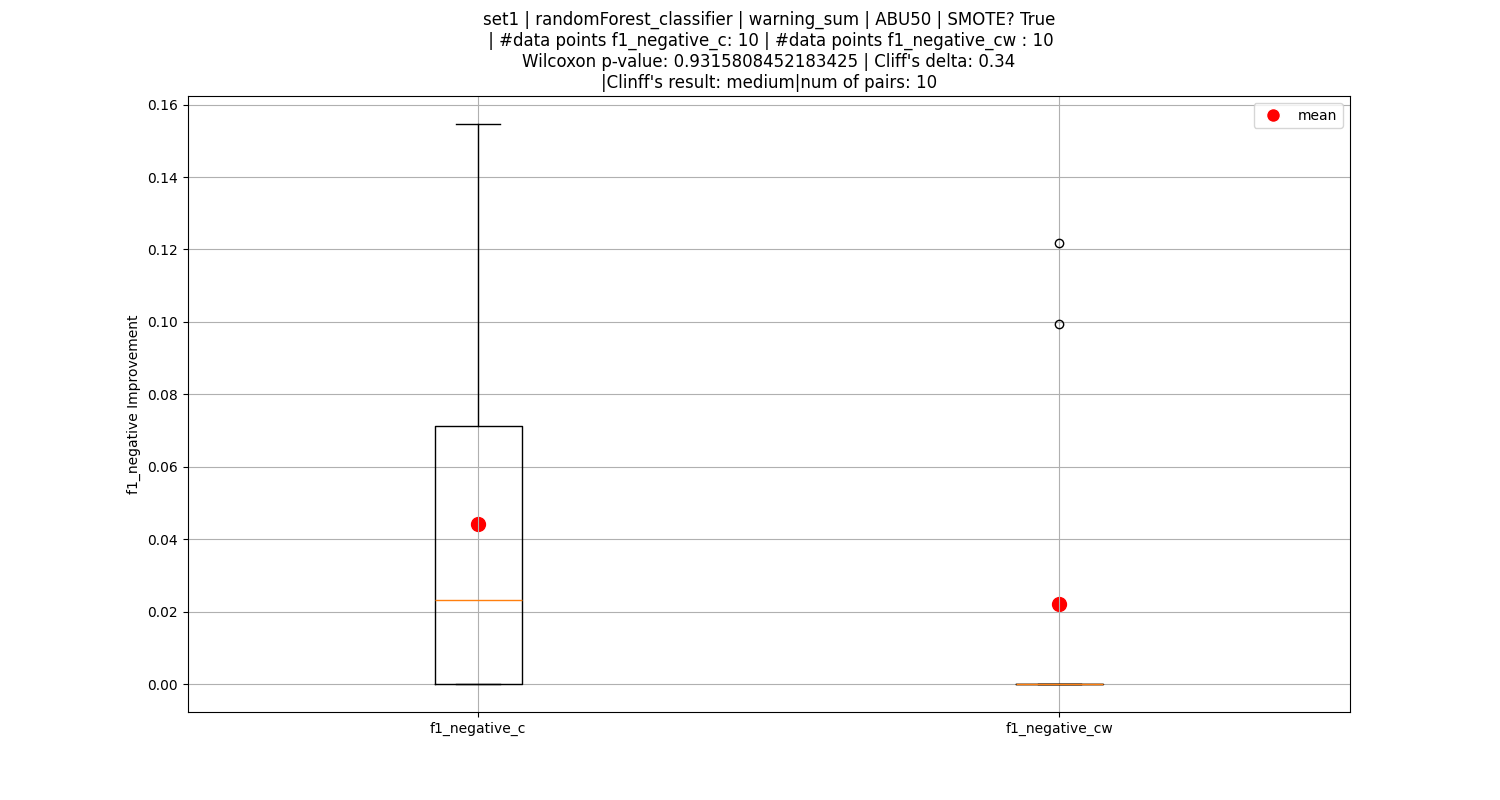 set1 | randomForest_classifier | warning_sum | ABU50 | SMOTE? True
| #data points f1_negative_c: 10 | #data points f1_negative_cw : 10
Wilcoxon p-value: 0.9315808452183425 | Cliff's delta: 0.34
|Clinff's result: medium|num of pairs: 10
mean
0.16
0.14
0.12
0.10
0.08
0.06
0.04
0.02
0.00
f1_negative Improvement
f1_negative_c
f1_negative_cw